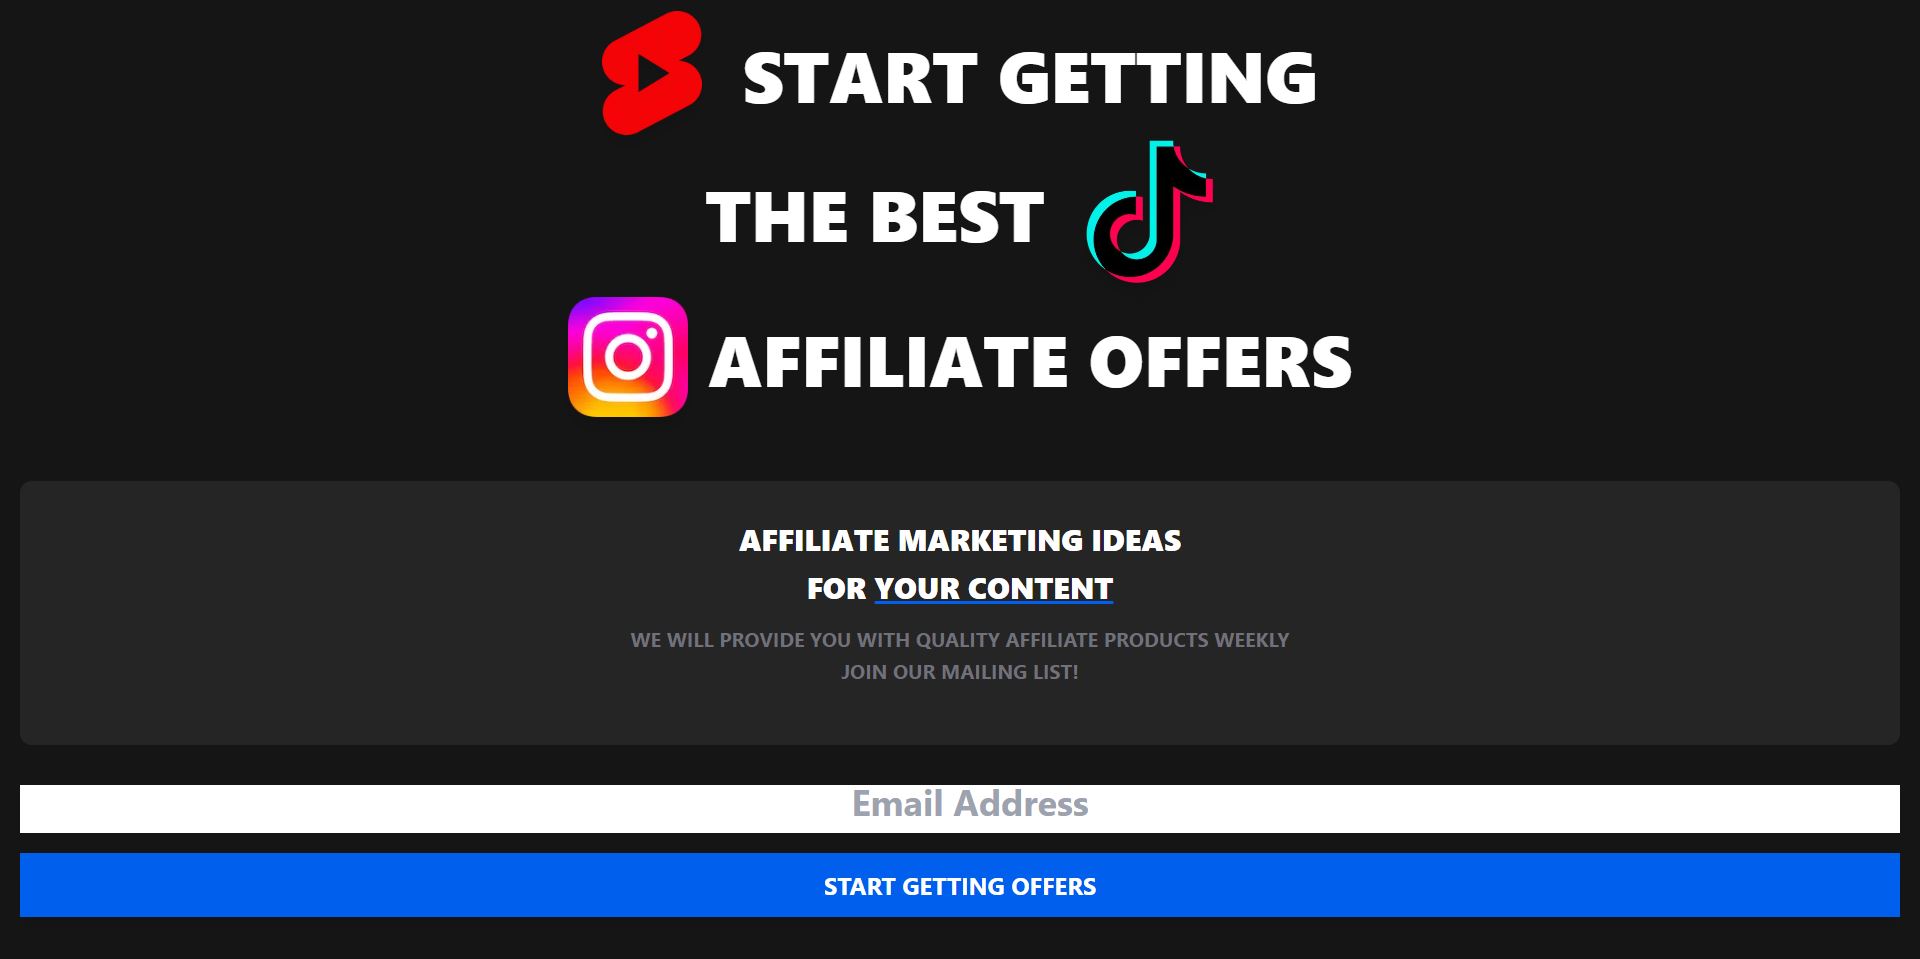 START GETTING
THE BEST
AFFILIATE OFFERS
AFFILIATE MARKETING IDEAS
FOR YOUR CONTENT
WE WILL PROVIDE YOU WITH QUALITY AFFILIATE PRODUCTS WEEKLY
JOIN OUR MAILING LIST!
Email Address
START GETTING OFFERS